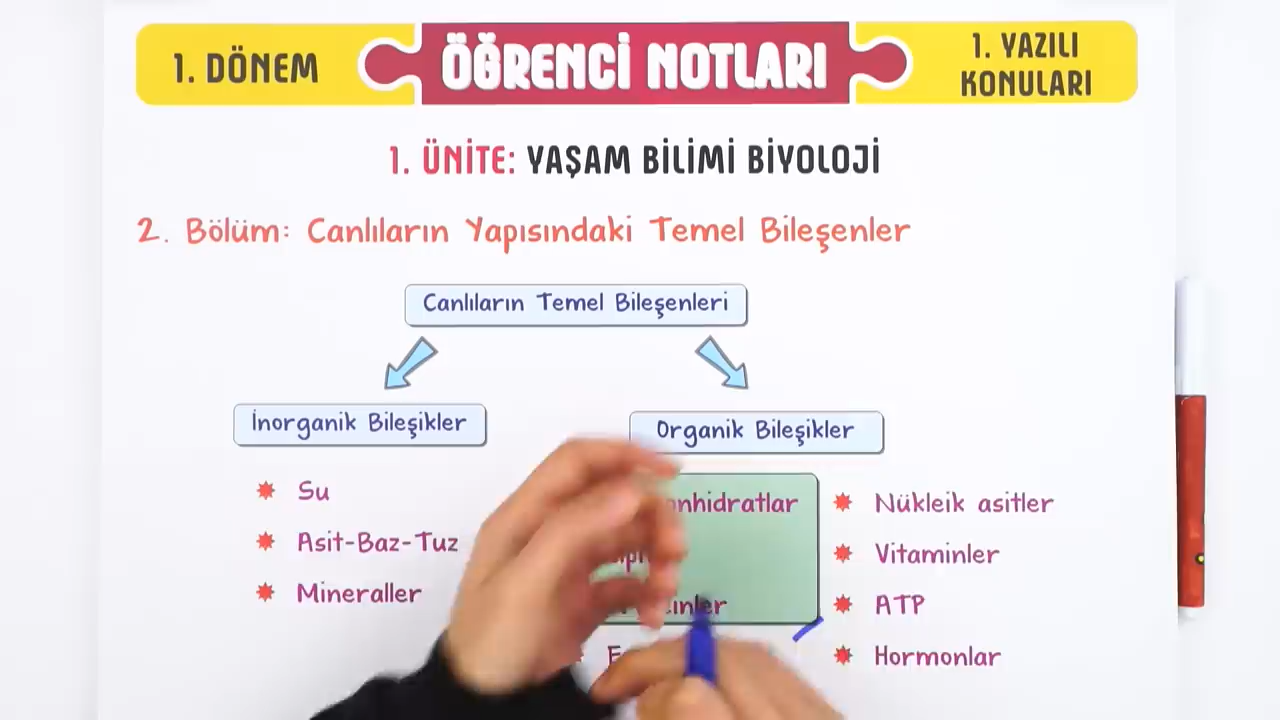 1. DÖNEM
ÖĞRENCİ NOTLARI
1. YAZILI
KONULARI
1. ÜNİTE: YAŞAM BİLİMİ BİYOLOJİ
2. Bölüm: Canlıların Yapısındaki Temel Bileşenler
Canlıların Temel Bileşenleri
İnorganik Bileşikler
Organik Bileşikler
Su
Asit-Baz-Tuz
Mineraller
Nükleik asitler
Vitaminler
ATP
Hormonlar